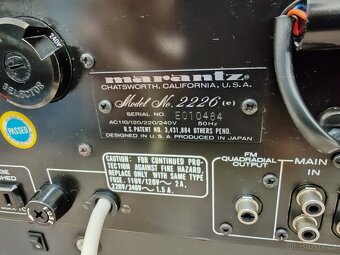 SELECTOR
220V
marantz
CHATSWORTH, CALIFORNIA, U.S.A.
Model No. 2226 (e)
SERIAL NO. E010484
AC110/120/220/240V 50Hz
U.S. PATENT NO. 3,431,884 OTHERS PEND.
DESIGNED IN U.S.A PRODUCED IN JAPAN
PASSED
CAUTION: FOR CONTINUED PRO-
TECTION AGAINST FIRE HAZARD,
REPLACE ONLY WITH SAME TYPE
FUSE. 110V/120V~ 2A,
220V/240V~ 1.5A.
FM
QUADRADIAL
OUTPUT
MAIN
IN